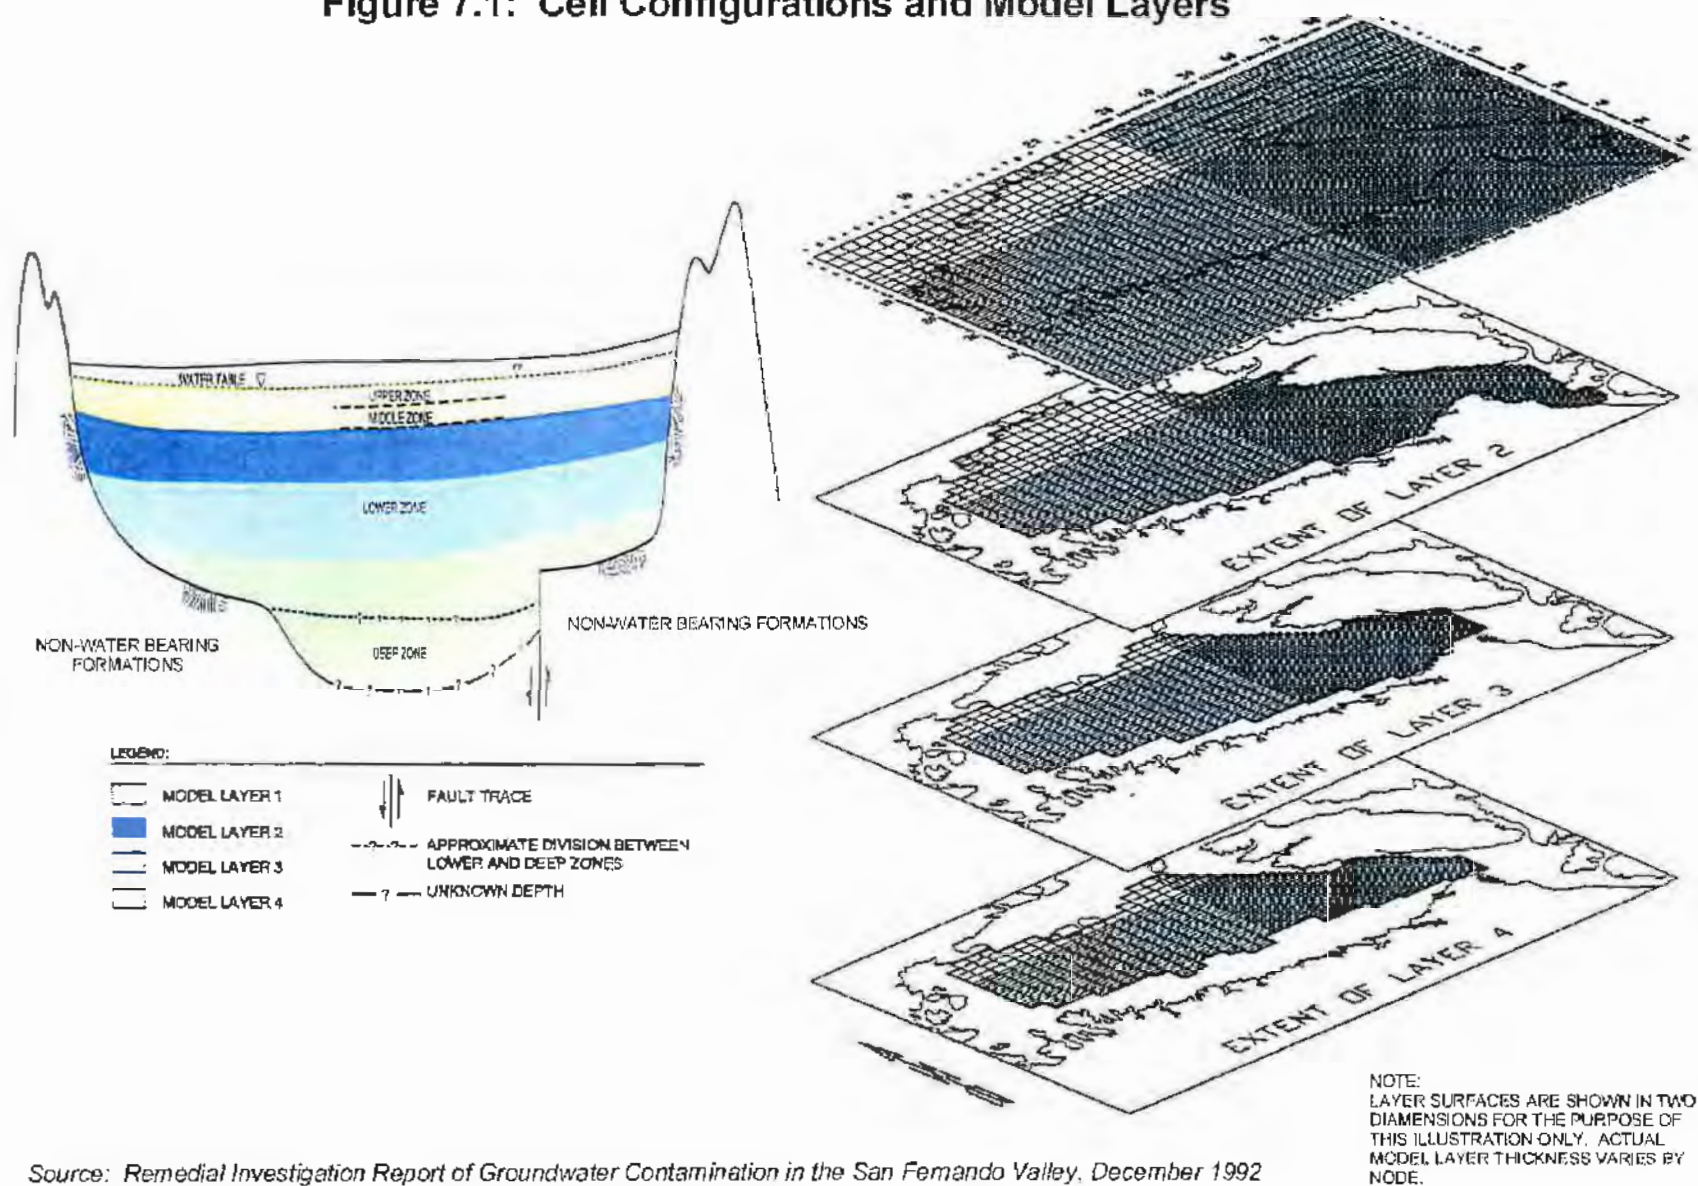 Figure 7.1: Cell Configurations and Model Layers
WATER TABLE
UPPER ZONE
MIDDLE ZONE
LOWER ZONE
DEEP ZONE
NON-WATER BEARING
FORMATIONS
NON-WATER BEARING FORMATIONS
LEGEND:
MODEL LAYER 1
MODEL LAYER 2
MODEL LAYER 3
MODEL LAYER 4
FAULT TRACE
-?-?- APPROXIMATE DIVISION BETWEEN
LOWER AND DEEP ZONES
— ? — UNKNOWN DEPTH
EXTENT OF LAYER 2
EXTENT OF LAYER 3
EXTENT OF LAYER 4
NOTE:
LAYER SURFACES ARE SHOWN IN TWO
DIAMENSIONS FOR THE PURPOSE OF
THIS ILLUSTRATION ONLY. ACTUAL
MODEL LAYER THICKNESS VARIES BY
NODE.
Source: Remedial Investigation Report of Groundwater Contamination in the San Fernando Valley, December 1992